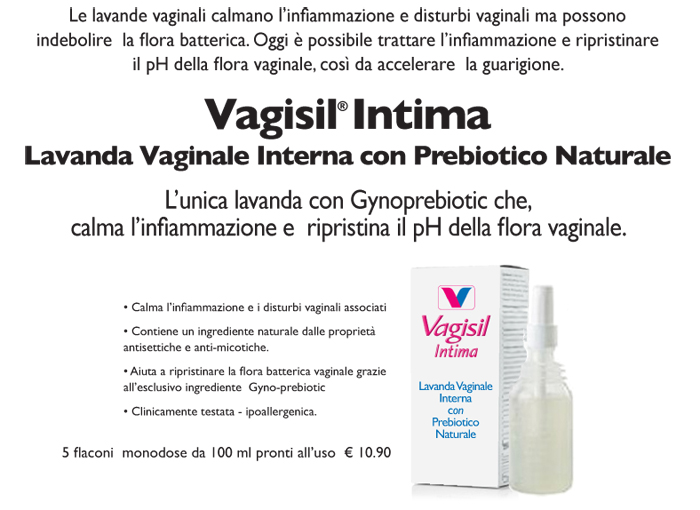 Le lavande vaginali calmano l’infiammazione e disturbi vaginali ma possono
indebolire la flora batterica. Oggi è possibile trattare l’infiammazione e ripristinare
il pH della flora vaginale, così da accelerare la guarigione.
Vagisil® Intima
Lavanda Vaginale Interna con Prebiotico Naturale
L’unica lavanda con Gynoprebiotic che,
calma l’infiammazione e ripristina il pH della flora vaginale.
• Calma l’infiammazione e i disturbi vaginali associati
• Contiene un ingrediente naturale dalle proprietà
antisettiche e anti-micotiche.
• Aiuta a ripristinare la flora batterica vaginale grazie
all’esclusivo ingrediente Gyno-prebiotic
• Clinicamente testata - ipoallergenica.
5 flaconi monodose da 100 ml pronti all’uso € 10.90
Vagisil
Intima
Lavanda Vaginale
Interna
con
Prebiotico
Naturale